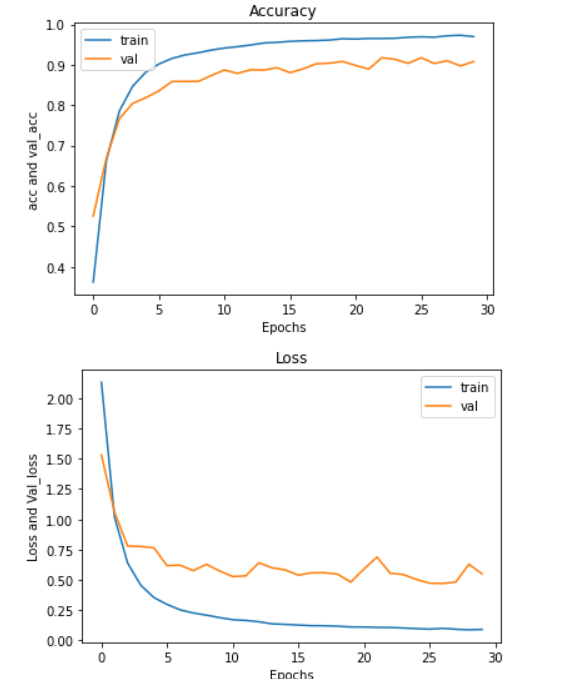 Accuracy
1.0
train
val
0.9
0.8
0.7
0.6
0.5
0.4
acc and val_acc
0 5 10 15 20 25 30
Epochs
Loss
train
val
2.00
1.75
1.50
1.25
1.00
0.75
0.50
0.25
0.00
Loss and Val_loss
0 5 10 15 20 25 30
Epochs